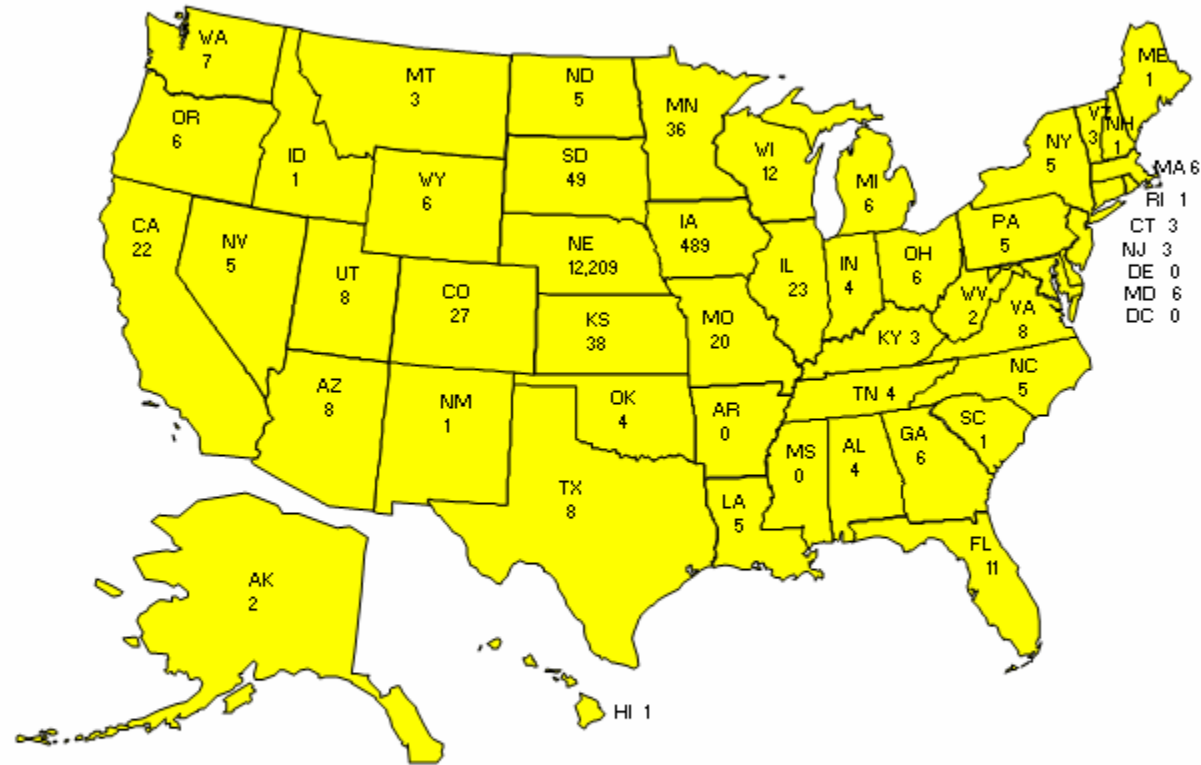 WA
7
MT
3
ND
5
MN
36
ME
1
VT
3
NH
1
OR
6
ID
1
SD
49
WI
12
MI
6
NY
5
MA 6
RI 1
CT 3
NJ 3
DE 0
MD 6
DC 0
WY
6
CA
22
NV
5
UT
8
CO
27
NE
12,209
IA
489
IL
23
IN
4
OH
6
PA
5
WV
2
VA
8
KS
38
MO
20
KY 3
NC
5
TN 4
AZ
8
NM
1
OK
4
AR
0
SC
1
MS
0
AL
4
GA
6
TX
8
LA
5
FL
11
AK
2
HI 1